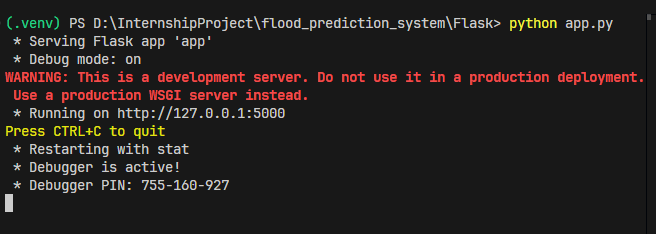 (.venv) PS D:\InternshipProject\flood_prediction_system\Flask> python app.py
 * Serving Flask app 'app'
 * Debug mode: on
WARNING: This is a development server. Do not use it in a production deployment.
 Use a production WSGI server instead.
 * Running on http://127.0.0.1:5000
Press CTRL+C to quit
 * Restarting with stat
 * Debugger is active!
 * Debugger PIN: 755-160-927